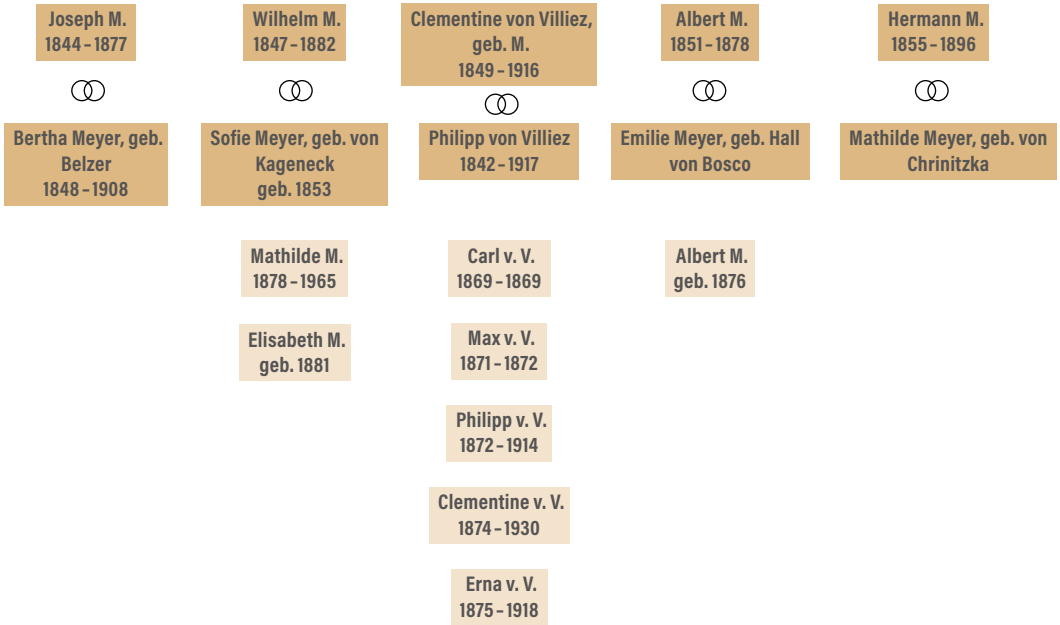 Joseph M.
1844 – 1877
Wilhelm M.
1847 – 1882
Clementine von Villiez,
geb. M.
1849 – 1916
Albert M.
1851 – 1878
Hermann M.
1855 – 1896
Bertha Meyer, geb.
Belzer
1848 – 1908
Sofie Meyer, geb. von
Kageneck
geb. 1853
Philipp von Villiez
1842 – 1917
Emilie Meyer, geb. Hall
von Bosco
Mathilde Meyer, geb. von
Chrinitzka
Mathilde M.
1878 – 1965
Elisabeth M.
geb. 1881
Carl v. V.
1869 – 1869
Max v. V.
1871 – 1872
Philipp v. V.
1872 – 1914
Clementine v. V.
1874 – 1930
Erna v. V.
1875 – 1918
Albert M.
geb. 1876